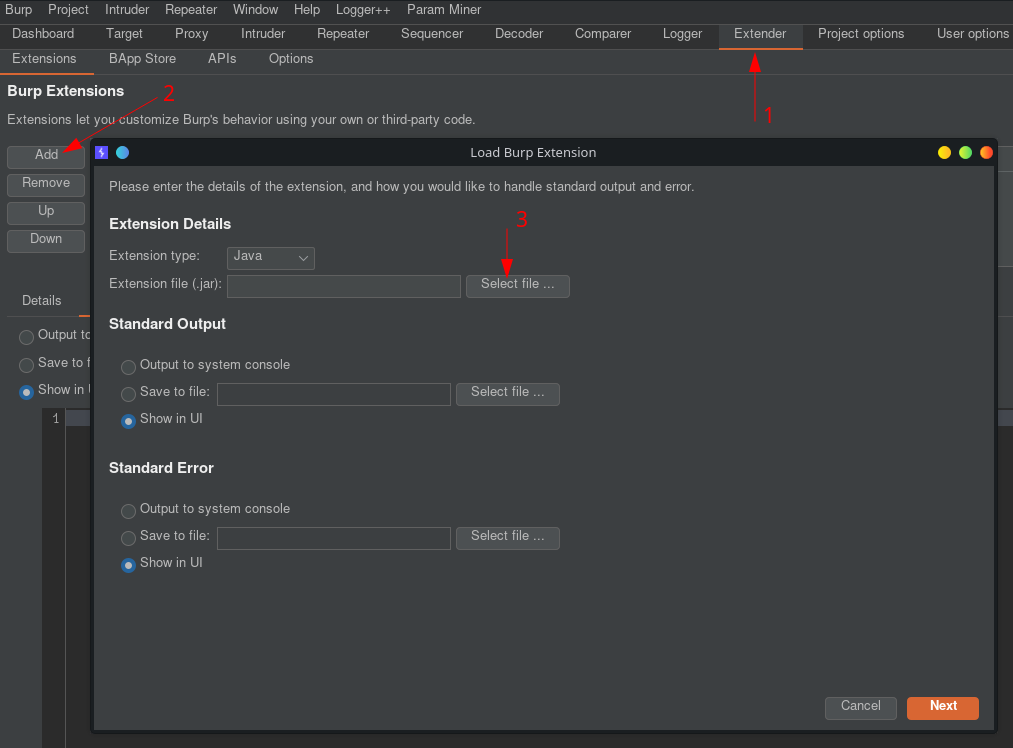 Burp Project Intruder Repeater Window Help Logger++ Param Miner
Dashboard Target Proxy Intruder Repeater Sequencer Decoder Comparer Logger Extender Project options User options
Extensions BApp Store APIs Options
Burp Extensions
2
1
Extensions let you customize Burp's behavior using your own or third-party code.
Add
Remove
Up
Down
Details
Output to
Save to f
Show in
1
Load Burp Extension
Please enter the details of the extension, and how you would like to handle standard output and error.
3
Extension Details
Extension type: Java
Extension file (.jar): Select file ...
Standard Output
Output to system console
Save to file: Select file ...
Show in UI
Standard Error
Output to system console
Save to file: Select file ...
Show in UI
Cancel Next